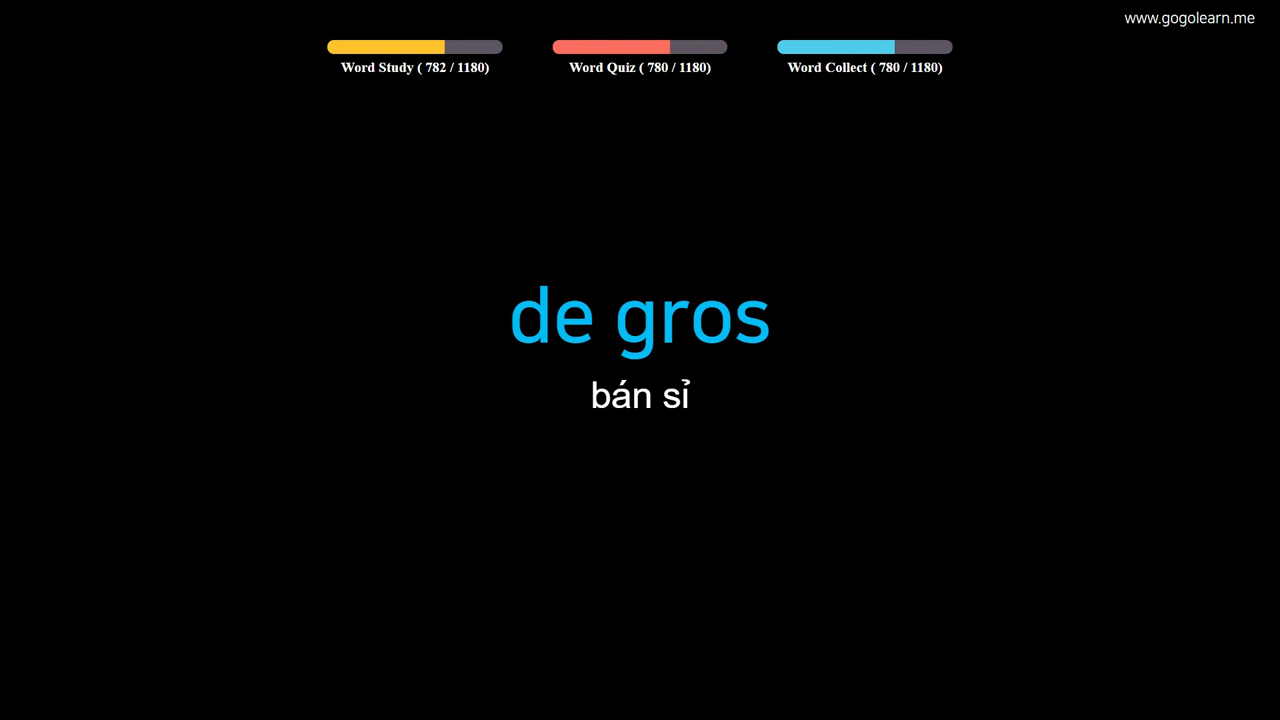 www.gogolearn.me
Word Study ( 782 / 1180)
Word Quiz ( 780 / 1180)
Word Collect ( 780 / 1180)
de gros
bán sỉ